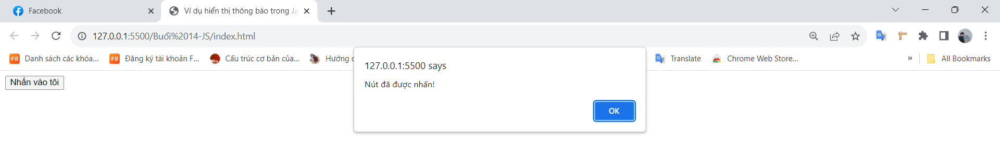 Facebook
Ví dụ hiển thị thông báo trong Ja
127.0.0.1:5500/Buổi%2014-JS/index.html
F8 Danh sách các khóa... F8 Đăng ký tài khoản F... Cấu trúc cơ bản của... Hướng Translate Chrome Web Store... » All Bookmarks
127.0.0.1:5500 says
Nhấn vào tôi
Nút đã được nhấn!
OK